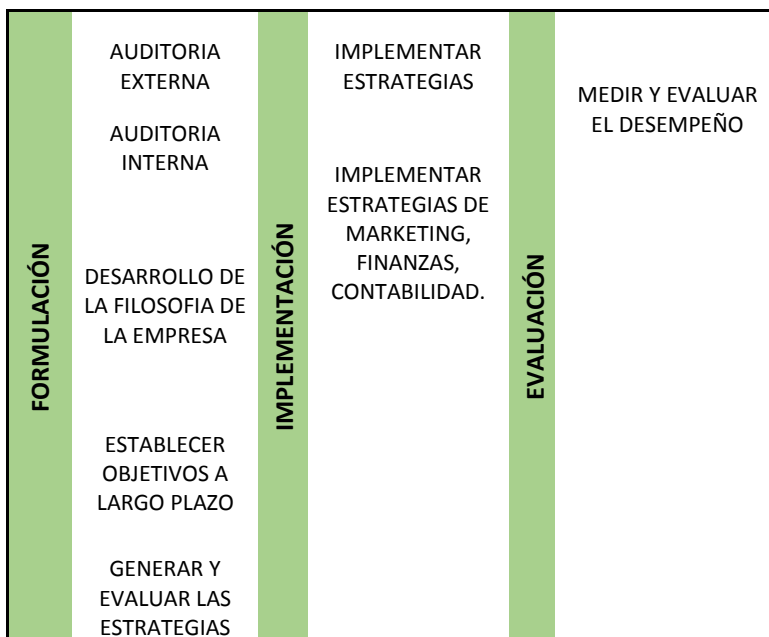 FORMULACIÓN
AUDITORIA
EXTERNA
AUDITORIA
INTERNA
DESARROLLO DE
LA FILOSOFIA DE
LA EMPRESA
ESTABLECER
OBJETIVOS A
LARGO PLAZO
GENERAR Y
EVALUAR LAS
ESTRATEGIAS
IMPLEMENTACIÓN
IMPLEMENTAR
ESTRATEGIAS
IMPLEMENTAR
ESTRATEGIAS DE
MARKETING,
FINANZAS,
CONTABILIDAD.
EVALUACIÓN
MEDIR Y EVALUAR
EL DESEMPEÑO